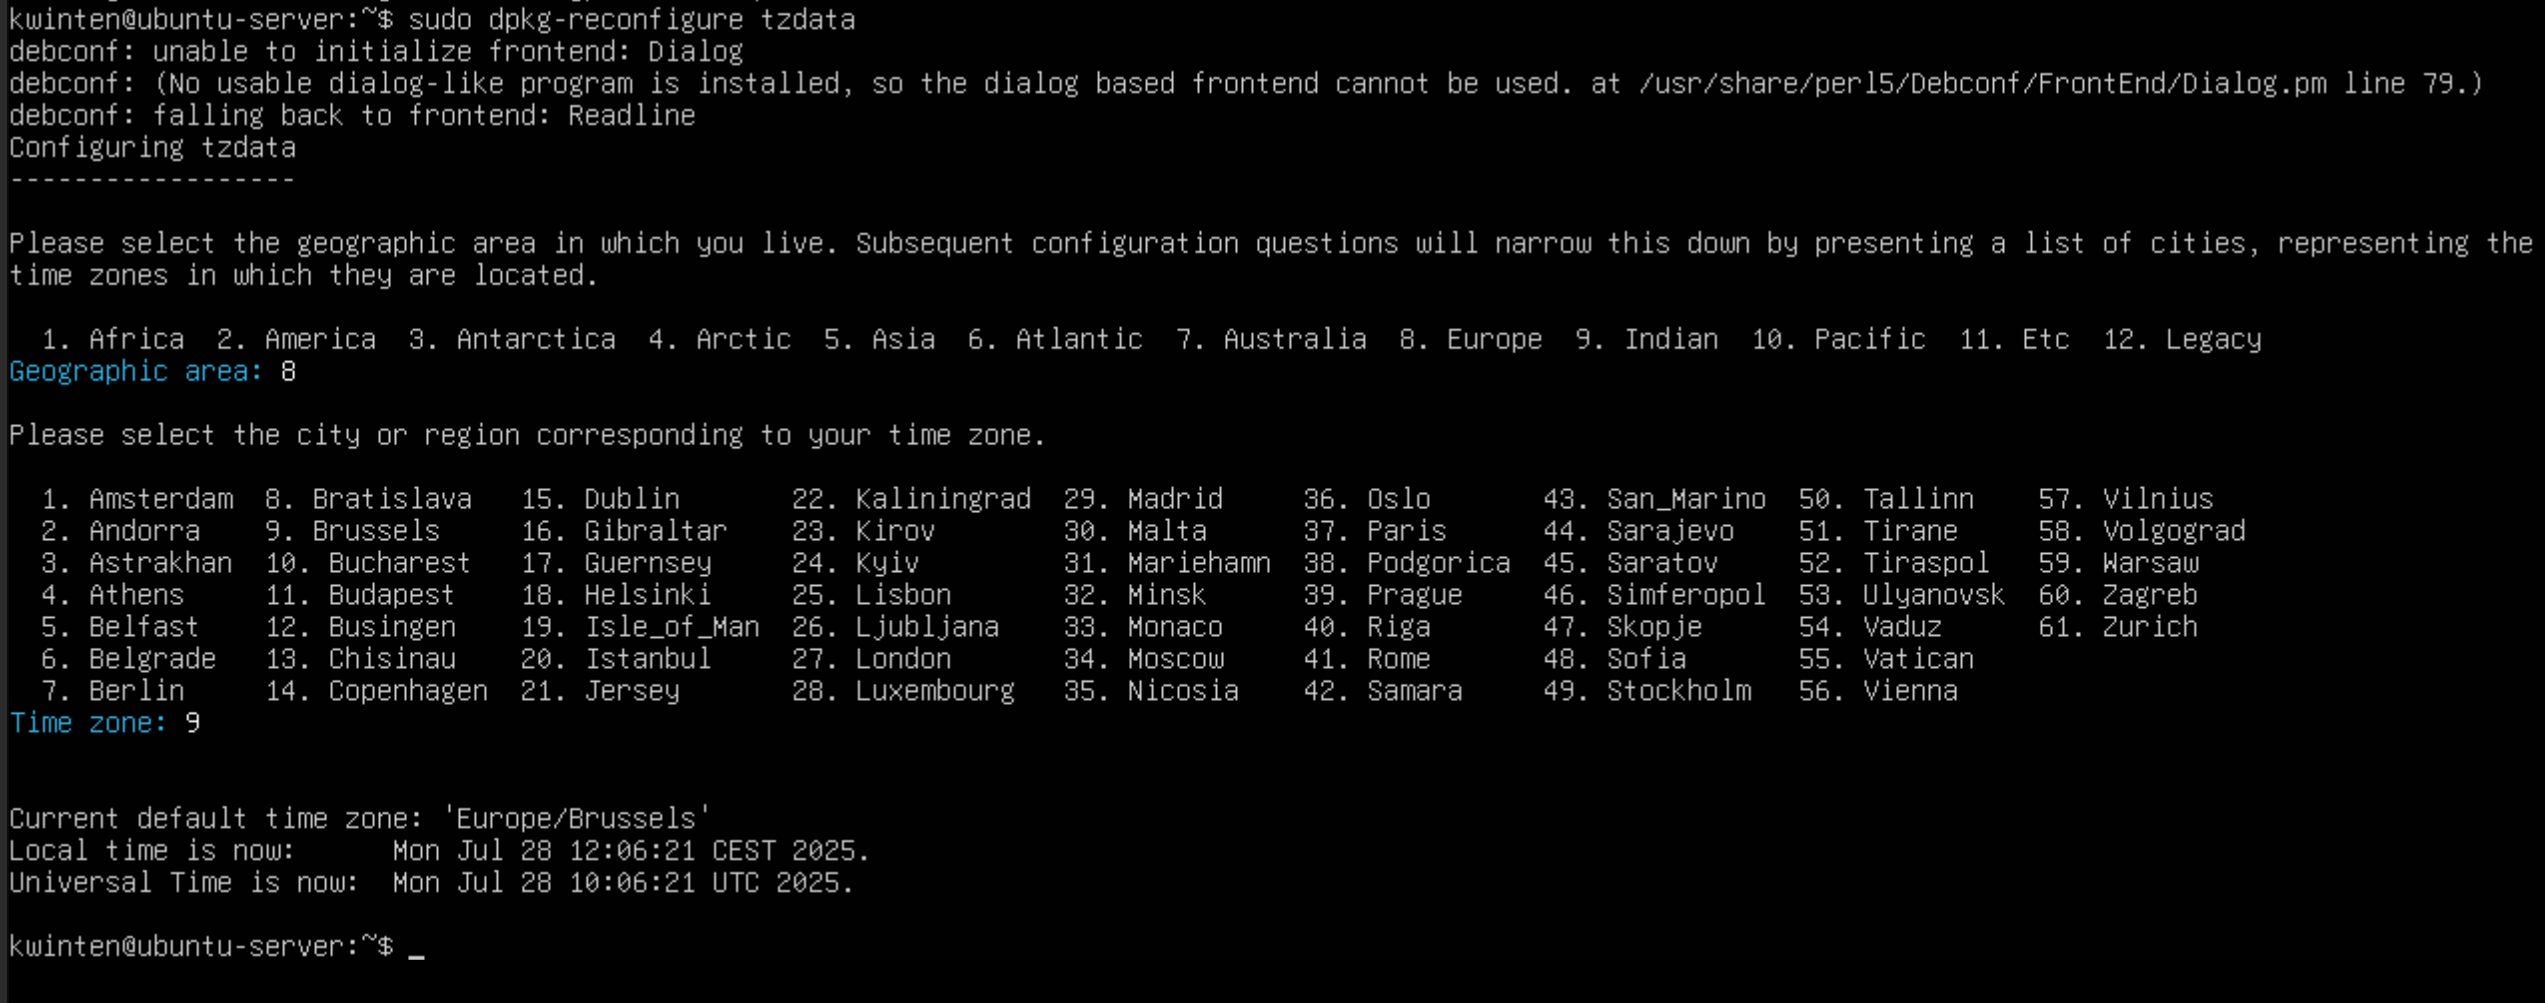 kwinten@ubuntu-server:~$ sudo dpkg-reconfigure tzdata
debconf: unable to initialize frontend: Dialog
debconf: (No usable dialog-like program is installed, so the dialog based frontend cannot be used. at /usr/share/perl5/Debconf/FrontEnd/Dialog.pm line 79.)
debconf: falling back to frontend: Readline
Configuring tzdata
------------------
Please select the geographic area in which you live. Subsequent configuration questions will narrow this down by presenting a list of cities, representing the
time zones in which they are located.
  1. Africa  2. America  3. Antarctica  4. Arctic  5. Asia  6. Atlantic  7. Australia  8. Europe  9. Indian  10. Pacific  11. Etc  12. Legacy
Geographic area: 8
Please select the city or region corresponding to your time zone.
  1. Amsterdam  8. Bratislava   15. Dublin       22. Kaliningrad  29. Madrid     36. Oslo       43. San_Marino  50. Tallinn    57. Vilnius
  2. Andorra    9. Brussels     16. Gibraltar    23. Kirov        30. Malta      37. Paris      44. Sarajevo    51. Tirane     58. Volgograd
  3. Astrakhan  10. Bucharest   17. Guernsey     24. Kyiv         31. Mariehamn  38. Podgorica  45. Saratov     52. Tiraspol   59. Warsaw
  4. Athens     11. Budapest    18. Helsinki     25. Lisbon       32. Minsk      39. Prague     46. Simferopol  53. Ulyanovsk  60. Zagreb
  5. Belfast    12. Busingen    19. Isle_of_Man  26. Ljubljana    33. Monaco     40. Riga       47. Skopje      54. Vaduz      61. Zurich
  6. Belgrade   13. Chisinau    20. Istanbul     27. London       34. Moscow     41. Rome       48. Sofia       55. Vatican
  7. Berlin     14. Copenhagen  21. Jersey       28. Luxembourg   35. Nicosia    42. Samara     49. Stockholm   56. Vienna
Time zone: 9
Current default time zone: 'Europe/Brussels'
Local time is now:      Mon Jul 28 12:06:21 CEST 2025.
Universal Time is now:  Mon Jul 28 10:06:21 UTC 2025.
kwinten@ubuntu-server:~$ _